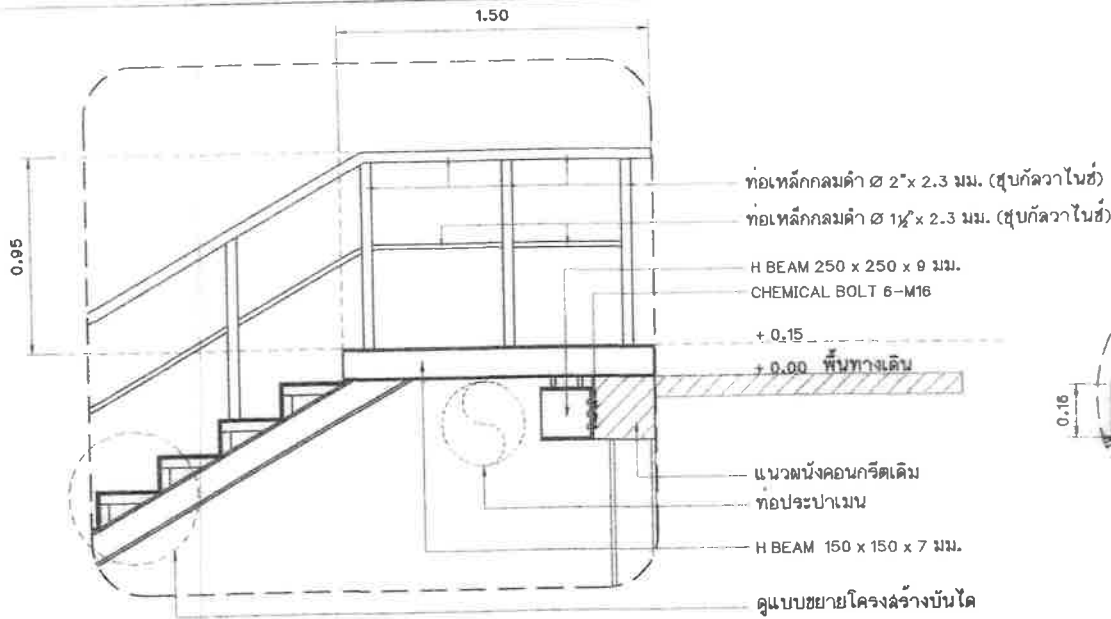 1.50
ท่อเหล็กกลมดำ Ø 2" x 2.3 มม. (ชุบกัลวาไนซ์)
ท่อเหล็กกลมดำ Ø 1½" x 2.3 มม. (ชุบกัลวาไนซ์)
0.95
H BEAM 250 x 250 x 9 มม.
CHEMICAL BOLT 6-M16
+ 0.15
+ 0.00 พื้นทางเดิน
0.16
แนวผนังคอนกรีตเดิม
ท่อประปาเมน
H BEAM 150 x 150 x 7 มม.
ดูแบบขยายโครงสร้างบันได